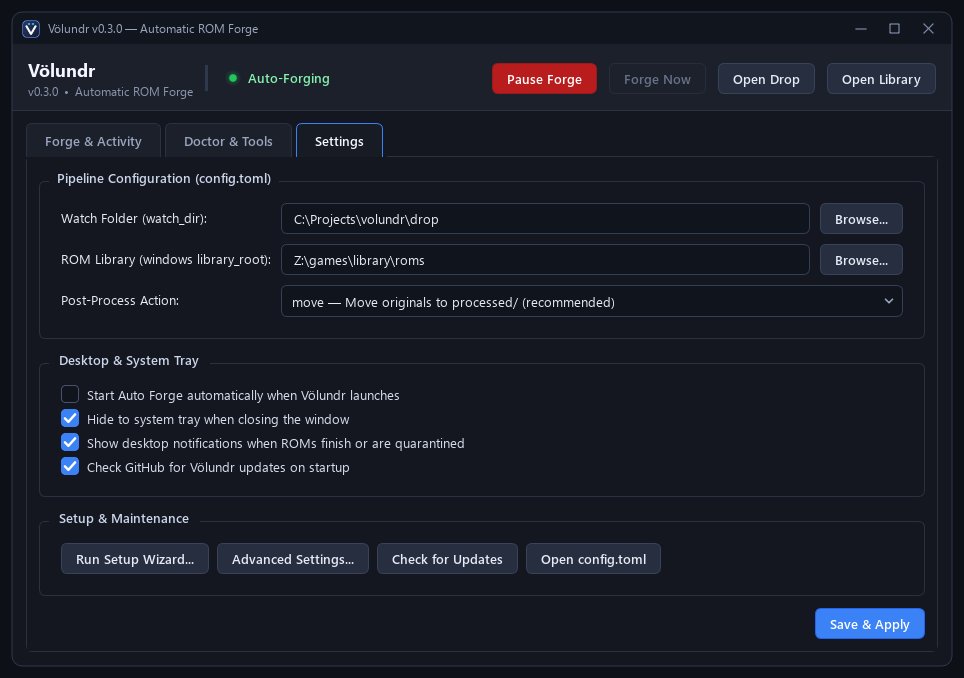 Völundr v0.3.0 — Automatic ROM Forge
Völundr
v0.3.0 • Automatic ROM Forge
Auto-Forging
Pause Forge
Forge Now
Open Drop
Open Library
Forge & Activity
Doctor & Tools
Settings
Pipeline Configuration (config.toml)
Watch Folder (watch_dir):
C:\Projects\volundr\drop
Browse...
ROM Library (windows library_root):
Z:\games\library\roms
Browse...
Post-Process Action:
move — Move originals to processed/ (recommended)
Desktop & System Tray
Start Auto Forge automatically when Völundr launches
Hide to system tray when closing the window
Show desktop notifications when ROMs finish or are quarantined
Check GitHub for Völundr updates on startup
Setup & Maintenance
Run Setup Wizard...
Advanced Settings...
Check for Updates
Open config.toml
Save & Apply